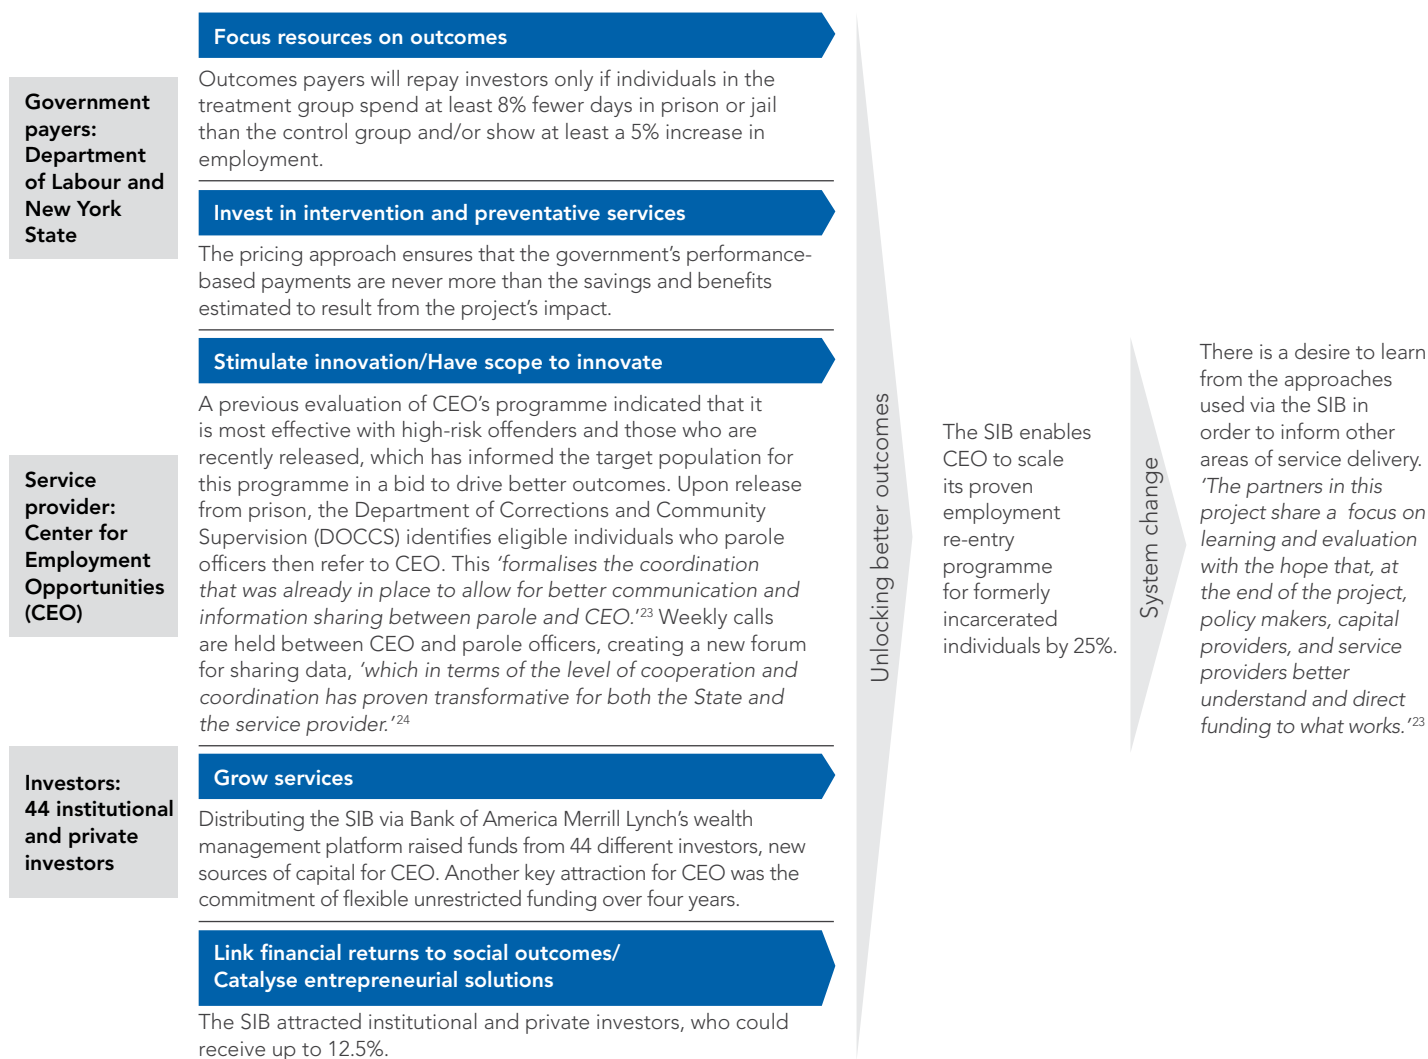 Government
payers:
Department
of Labour and
New York
State
Focus resources on outcomes
Outcomes payers will repay investors only if individuals in the
treatment group spend at least 8% fewer days in prison or jail
than the control group and/or show at least a 5% increase in
employment.
Invest in intervention and preventative services
The pricing approach ensures that the government’s performance-
based payments are never more than the savings and benefits
estimated to result from the project’s impact.
Service
provider:
Center for
Employment
Opportunities
(CEO)
Stimulate innovation/Have scope to innovate
A previous evaluation of CEO’s programme indicated that it
is most effective with high-risk offenders and those who are
recently released, which has informed the target population for
this programme in a bid to drive better outcomes. Upon release
from prison, the Department of Corrections and Community
Supervision (DOCCS) identifies eligible individuals who parole
officers then refer to CEO. This ‘formalises the coordination
that was already in place to allow for better communication and
information sharing between parole and CEO.’23 Weekly calls
are held between CEO and parole officers, creating a new forum
for sharing data, ‘which in terms of the level of cooperation and
coordination has proven transformative for both the State and
the service provider.’24
Investors:
44 institutional
and private
investors
Grow services
Distributing the SIB via Bank of America Merrill Lynch’s wealth
management platform raised funds from 44 different investors, new
sources of capital for CEO. Another key attraction for CEO was the
commitment of flexible unrestricted funding over four years.
Link financial returns to social outcomes/
Catalyse entrepreneurial solutions
The SIB attracted institutional and private investors, who could
receive up to 12.5%.
Unlocking better outcomes
The SIB enables
CEO to scale
its proven
employment
re-entry
programme
for formerly
incarcerated
individuals by 25%.
System change
There is a desire to learn
from the approaches
used via the SIB in
order to inform other
areas of service delivery.
‘The partners in this
project share a focus on
learning and evaluation
with the hope that, at
the end of the project,
policy makers, capital
providers, and service
providers better
understand and direct
funding to what works.’23